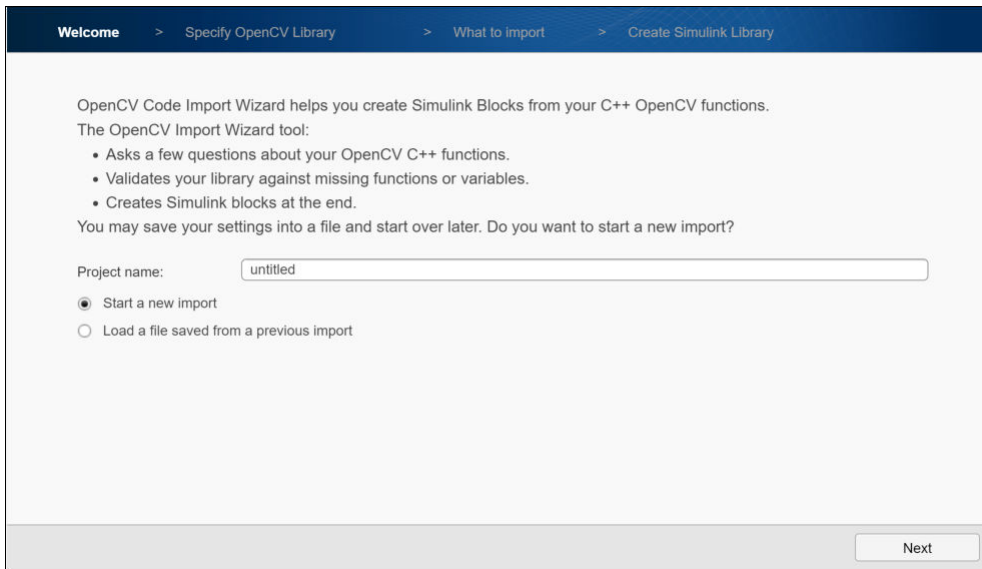 Welcome > Specify OpenCV Library > What to import > Create Simulink Library
OpenCV Code Import Wizard helps you create Simulink Blocks from your C++ OpenCV functions.
The OpenCV Import Wizard tool:
• Asks a few questions about your OpenCV C++ functions.
• Validates your library against missing functions or variables.
• Creates Simulink blocks at the end.
You may save your settings into a file and start over later. Do you want to start a new import?
Project name: untitled
Start a new import
Load a file saved from a previous import
Next